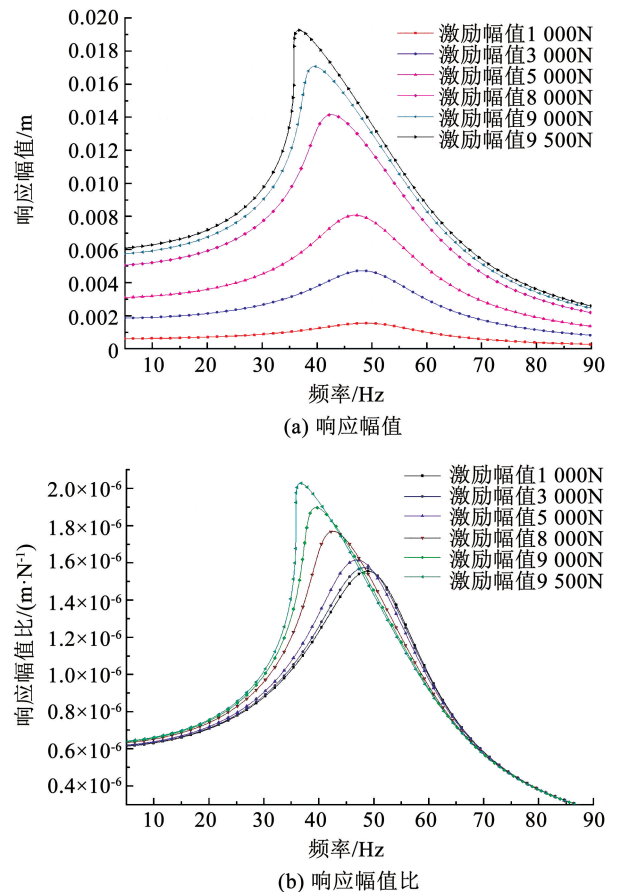 0.020
0.018
0.016
0.014
0.012
0.010
0.008
0.006
0.004
0.002
0
响应幅值/m
激励幅值1 000N
激励幅值3 000N
激励幅值5 000N
激励幅值8 000N
激励幅值9 000N
激励幅值9 500N
10 20 30 40 50 60 70 80 90
频率/Hz
(a) 响应幅值
2.0×10⁻⁶
1.8×10⁻⁶
1.6×10⁻⁶
1.4×10⁻⁶
1.2×10⁻⁶
1.0×10⁻⁶
0.8×10⁻⁶
0.6×10⁻⁶
0.4×10⁻⁶
响应幅值比/(m·N⁻¹)
激励幅值1 000N
激励幅值3 000N
激励幅值5 000N
激励幅值8 000N
激励幅值9 000N
激励幅值9 500N
10 20 30 40 50 60 70 80 90
频率/Hz
(b) 响应幅值比